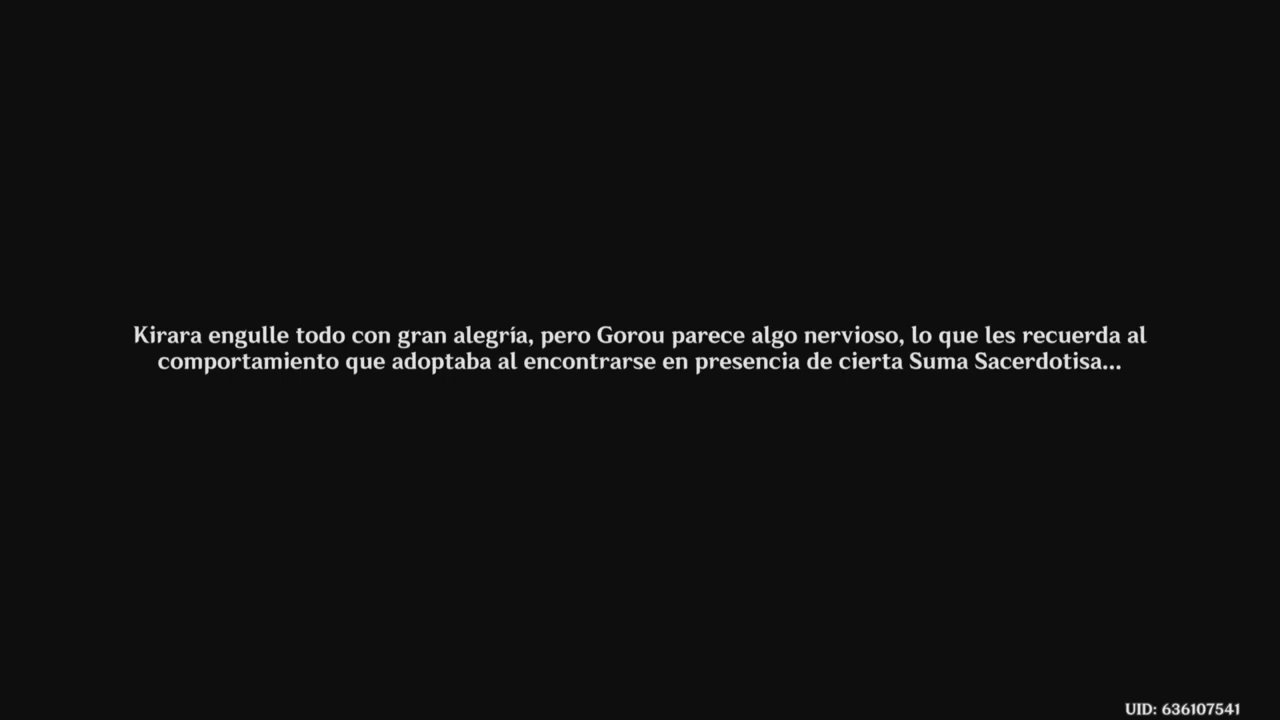 Kirara engulle todo con gran alegría, pero Gorou parece algo nervioso, lo que les recuerda al
comportamiento que adoptaba al encontrarse en presencia de cierta Suma Sacerdotisa...
UID: 636107541